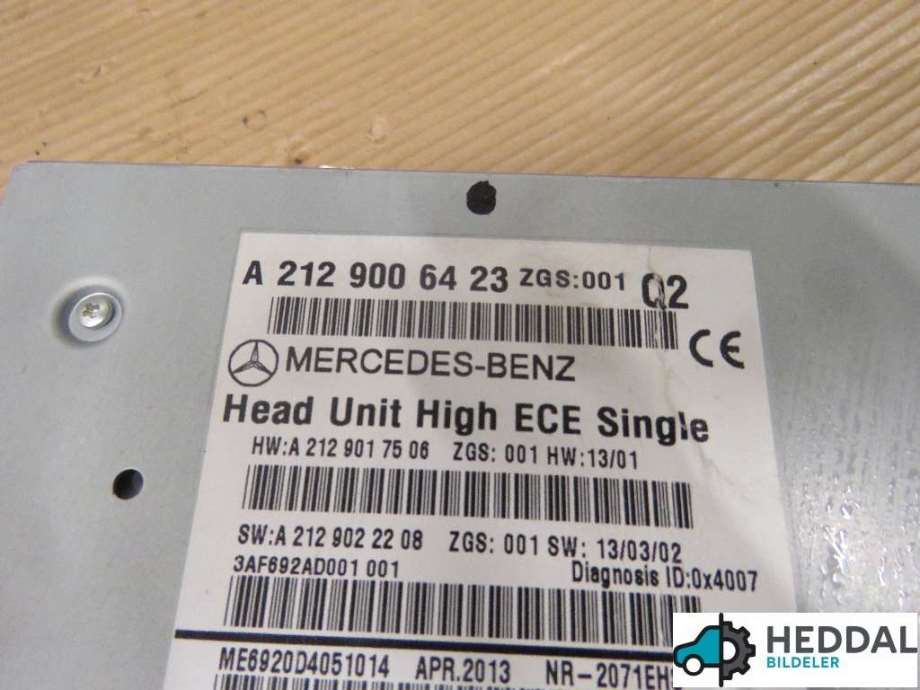 A 212 900 64 23 ZGS:001 Q2
CE
MERCEDES-BENZ
Head Unit High ECE Single
HW:A 212 901 75 06 ZGS: 001 HW:13/01
SW:A 212 902 22 08 ZGS: 001 SW: 13/03/02
3AF692AD001 001 Diagnosis ID:0x4007
ME6920D4051014 APR.2013
HEDDAL
BILDELER